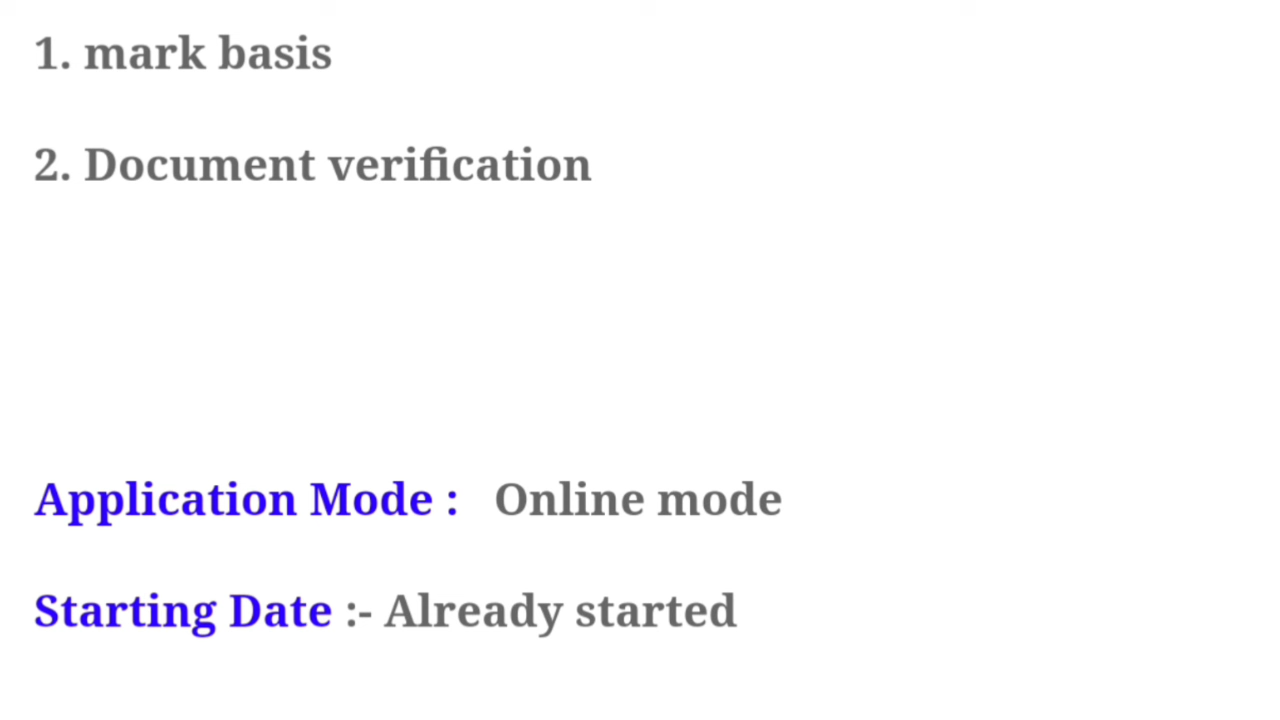 1. mark basis
2. Document verification
Application Mode : Online mode
Starting Date :- Already started